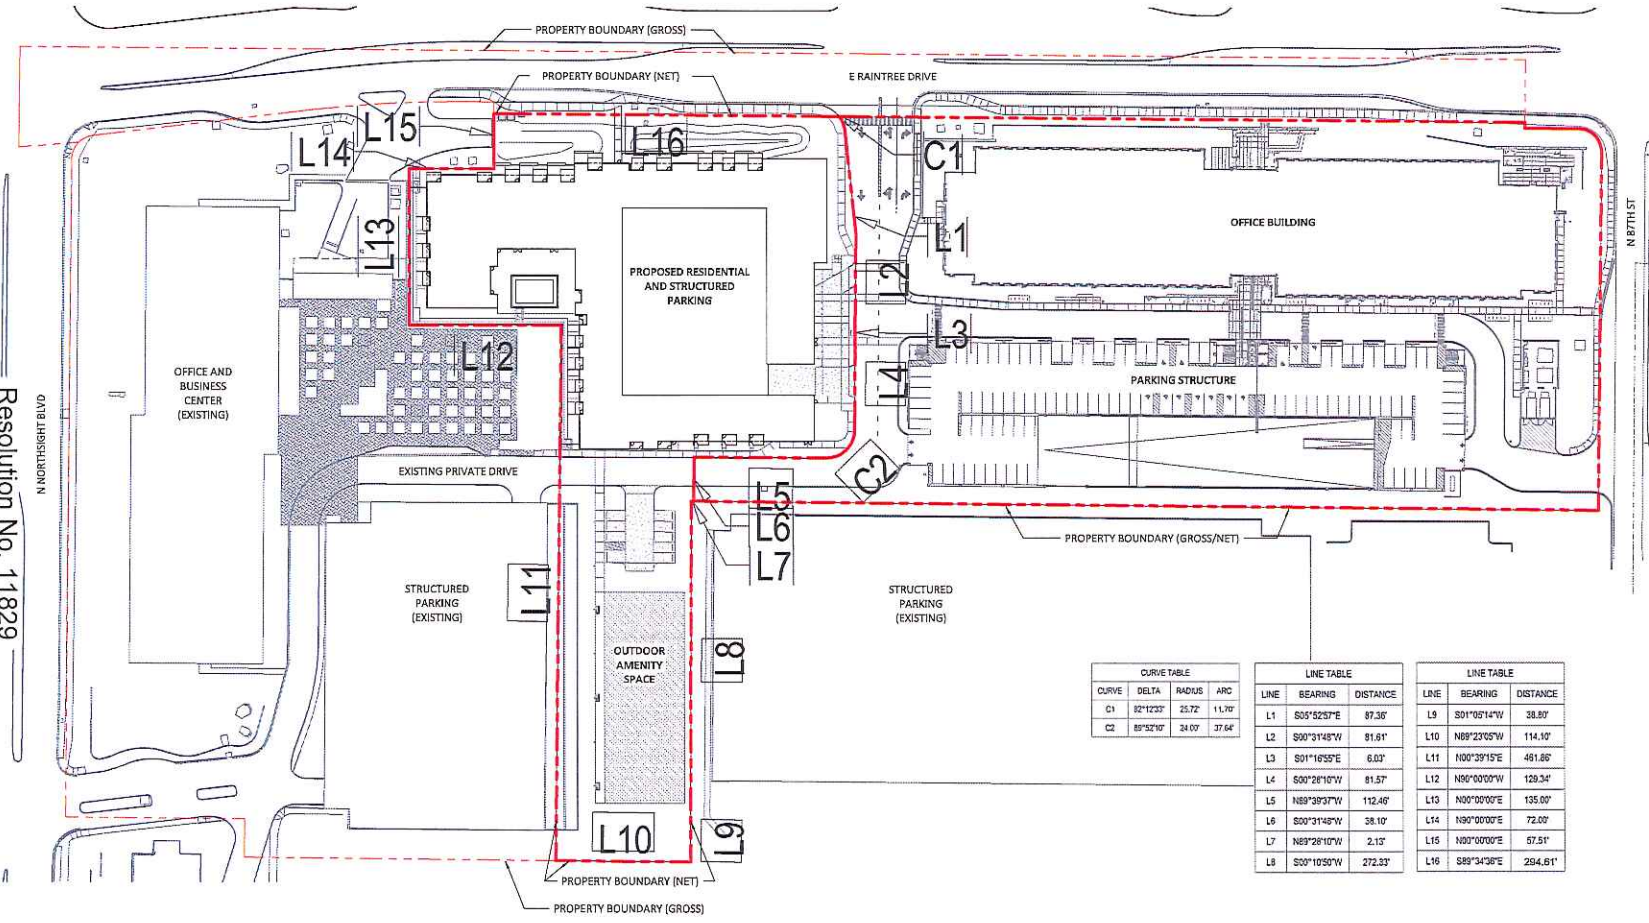 PROPERTY BOUNDARY (GROSS)
PROPERTY BOUNDARY (NET)
E RAINTREE DRIVE
L15
L14
L16
C1
L13
L1
L2
L3
L4
L12
OFFICE BUILDING
N 87TH ST
PROPOSED RESIDENTIAL
AND STRUCTURED
PARKING
OFFICE AND
BUSINESS
CENTER
(EXISTING)
PARKING STRUCTURE
N NORTHSIGHT BLVD
Resolution No. 11829
EXISTING PRIVATE DRIVE
C2
L5
L6
L7
PROPERTY BOUNDARY (GROSS/NET)
L11
STRUCTURED
PARKING
(EXISTING)
STRUCTURED
PARKING
(EXISTING)
OUTDOOR
AMENITY
SPACE
L8
L10
L9
PROPERTY BOUNDARY (NET)
PROPERTY BOUNDARY (GROSS)
CURVE TABLE
CURVE DELTA RADIUS ARC
C1 25.72' 11.70'
C2 89°52'10" 24.00' 37.64'
LINE TABLE
LINE BEARING DISTANCE
L1 S05°52'57"E 87.36'
L2 S00°31'48"W 81.61'
L3 S01°16'55"E 6.03'
L4 S00°28'10"W 81.57'
L5 N89°39'37"W 112.46'
L6 S00°31'48"W 38.10'
L7 N89°28'10"W 2.13'
L8 S00°10'50"W 272.33'
LINE TABLE
LINE BEARING DISTANCE
L9 S01°05'14"W 38.80'
L10 N89°23'05"W 114.10'
L11 N00°39'15"E 461.86'
L12 N90°00'00"W 129.34'
L13 N00°00'00"E 135.00'
L14 N90°00'00"E 72.00'
L15 N00°00'00"E 57.51'
L16 S89°34'36"E 294.61'